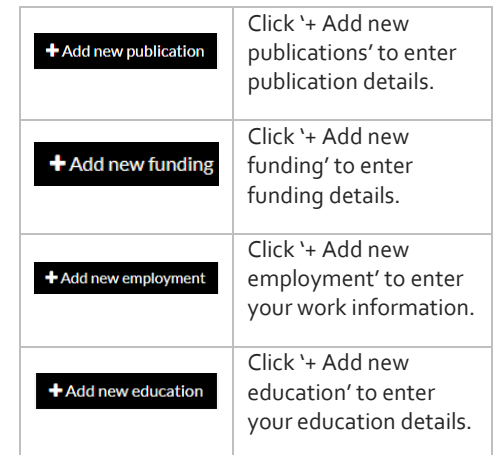 + Add new publication
Click ‘+ Add new
publications’ to enter
publication details.
+ Add new funding
Click ‘+ Add new
funding’ to enter
funding details.
+ Add new employment
Click ‘+ Add new
employment’ to enter
your work information.
+ Add new education
Click ‘+ Add new
education’ to enter
your education details.